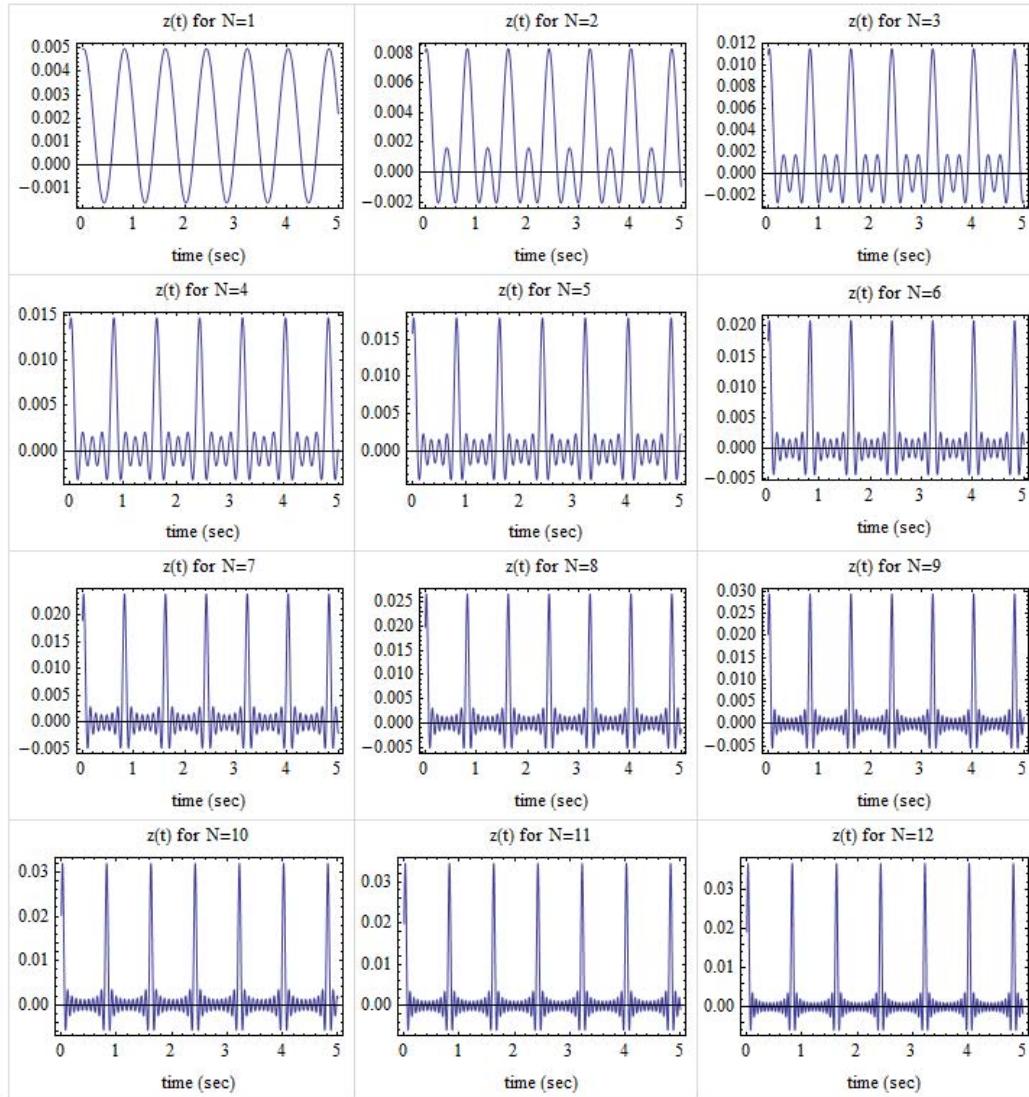 z(t) for N=1
0.005
0.004
0.003
0.002
0.001
0.000
−0.001
0 1 2 3 4 5
time (sec)
z(t) for N=2
0.008
0.006
0.004
0.002
0.000
−0.002
0 1 2 3 4 5
time (sec)
z(t) for N=3
0.012
0.010
0.008
0.006
0.004
0.002
0.000
−0.002
0 1 2 3 4 5
time (sec)
z(t) for N=4
0.015
0.010
0.005
0.000
0 1 2 3 4 5
time (sec)
z(t) for N=5
0.015
0.010
0.005
0.000
0 1 2 3 4 5
time (sec)
z(t) for N=6
0.020
0.015
0.010
0.005
0.000
−0.005
0 1 2 3 4 5
time (sec)
z(t) for N=7
0.020
0.015
0.010
0.005
0.000
−0.005
0 1 2 3 4 5
time (sec)
z(t) for N=8
0.025
0.020
0.015
0.010
0.005
0.000
−0.005
0 1 2 3 4 5
time (sec)
z(t) for N=9
0.030
0.025
0.020
0.015
0.010
0.005
0.000
−0.005
0 1 2 3 4 5
time (sec)
z(t) for N=10
0.03
0.02
0.01
0.00
0 1 2 3 4 5
time (sec)
z(t) for N=11
0.03
0.02
0.01
0.00
0 1 2 3 4 5
time (sec)
z(t) for N=12
0.03
0.02
0.01
0.00
0 1 2 3 4 5
time (sec)